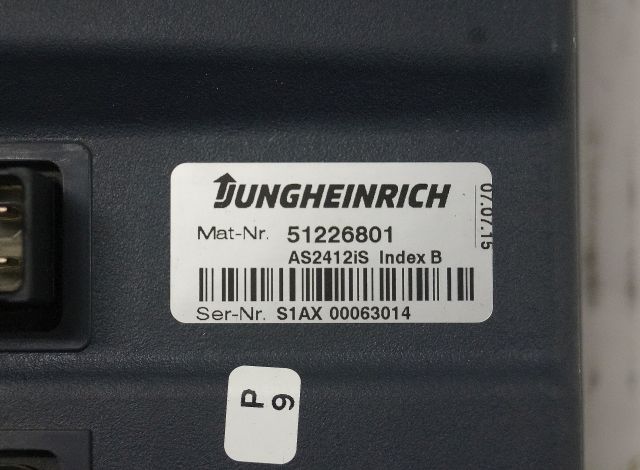 JUNGHEINRICH
07.07.15
Mat-Nr. 51226801
AS2412iS Index B
Ser-Nr. S1AX 00063014
P
9